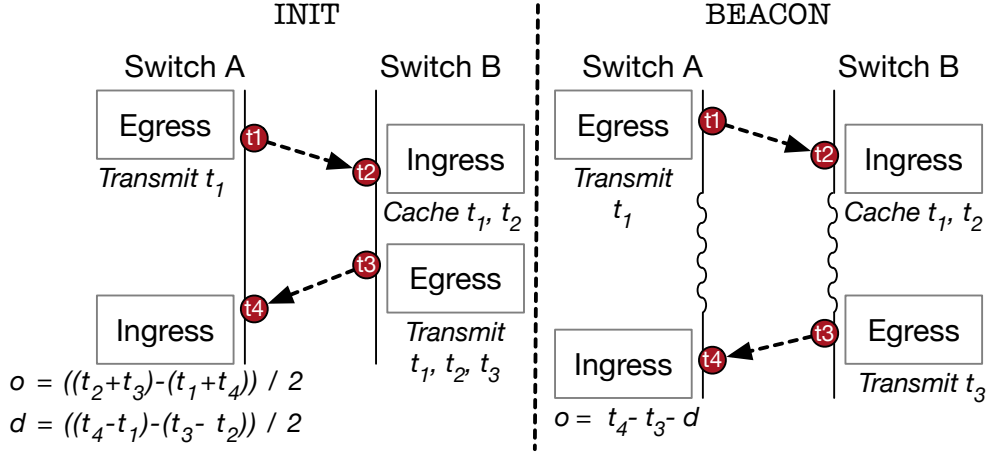 INIT
Switch A
Switch B
Egress
t1
Transmit t1
t2
Ingress
Cache t1, t2
t3
Egress
Transmit
t1, t2, t3
t4
Ingress
o = ((t2+t3)-(t1+t4)) / 2
d = ((t4-t1)-(t3- t2)) / 2
BEACON
Switch A
Switch B
Egress
t1
Transmit
t1
t2
Ingress
Cache t1, t2
t3
Egress
Transmit t3
t4
Ingress
o = t4- t3- d